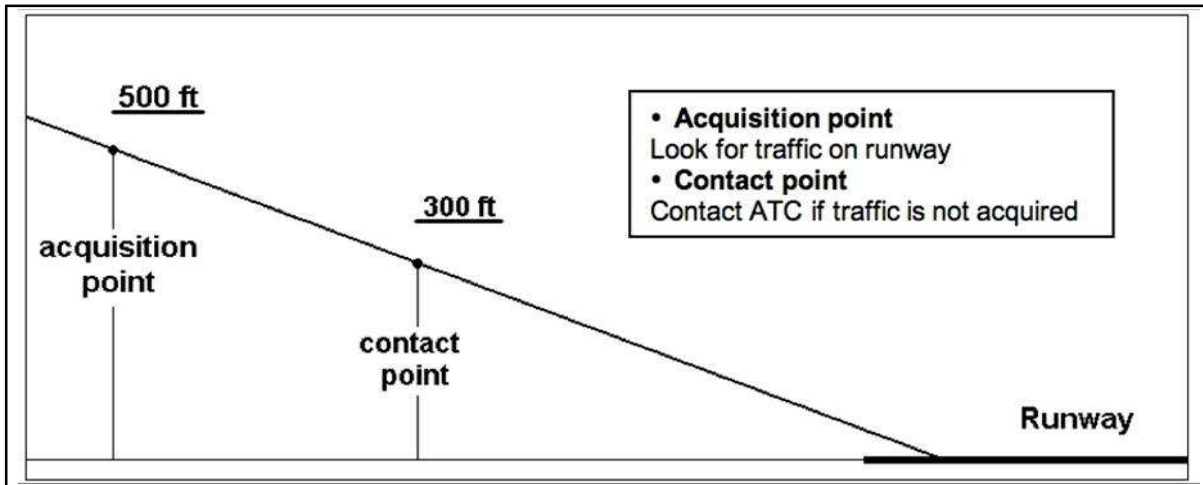 500 ft
• Acquisition point
Look for traffic on runway
• Contact point
Contact ATC if traffic is not acquired
300 ft
acquisition
point
contact
point
Runway